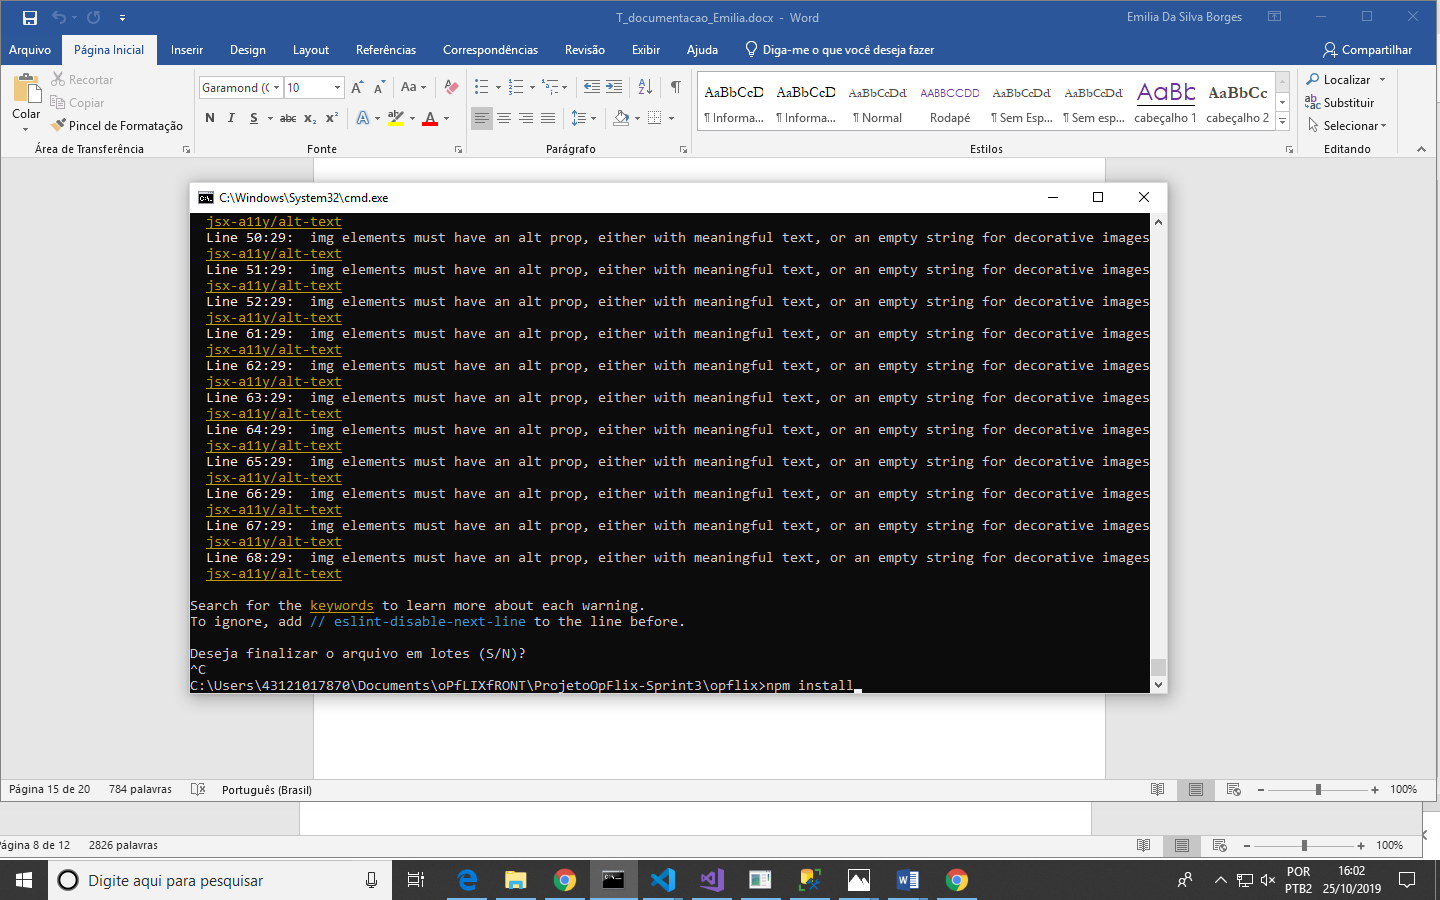 T_documentacao_Emilia.docx - Word
Emilia Da Silva Borges
Arquivo
Página Inicial
Inserir
Design
Layout
Referências
Correspondências
Revisão
Exibir
Ajuda
Diga-me o que você deseja fazer
Compartilhar
Colar
Recortar
Copiar
Pincel de Formatação
Área de Transferência
Garamond (C
10
Fonte
Parágrafo
AaBbCcD
AaBbCcD
AaBbCcDd
AABBCCDD
AaBbCcDd
AaBbCcDd
AaBb
AaBbCc
¶ Informa...
¶ Informa...
¶ Normal
Rodapé
¶ Sem Esp...
¶ Sem esp...
cabeçalho 1
cabeçalho 2
Estilos
Localizar
Substituir
Selecionar
Editando
C:\Windows\System32\cmd.exe
jsx-a11y/alt-text
Line 50:29:  img elements must have an alt prop, either with meaningful text, or an empty string for decorative images
jsx-a11y/alt-text
Line 51:29:  img elements must have an alt prop, either with meaningful text, or an empty string for decorative images
jsx-a11y/alt-text
Line 52:29:  img elements must have an alt prop, either with meaningful text, or an empty string for decorative images
jsx-a11y/alt-text
Line 61:29:  img elements must have an alt prop, either with meaningful text, or an empty string for decorative images
jsx-a11y/alt-text
Line 62:29:  img elements must have an alt prop, either with meaningful text, or an empty string for decorative images
jsx-a11y/alt-text
Line 63:29:  img elements must have an alt prop, either with meaningful text, or an empty string for decorative images
jsx-a11y/alt-text
Line 64:29:  img elements must have an alt prop, either with meaningful text, or an empty string for decorative images
jsx-a11y/alt-text
Line 65:29:  img elements must have an alt prop, either with meaningful text, or an empty string for decorative images
jsx-a11y/alt-text
Line 66:29:  img elements must have an alt prop, either with meaningful text, or an empty string for decorative images
jsx-a11y/alt-text
Line 67:29:  img elements must have an alt prop, either with meaningful text, or an empty string for decorative images
jsx-a11y/alt-text
Line 68:29:  img elements must have an alt prop, either with meaningful text, or an empty string for decorative images
jsx-a11y/alt-text
Search for the keywords to learn more about each warning.
To ignore, add // eslint-disable-next-line to the line before.
Deseja finalizar o arquivo em lotes (S/N)?
^C
C:\Users\43121017870\Documents\oPfLIXfRONT\ProjetoOpFlix-Sprint3\opflix>npm install
Página 15 de 20
784 palavras
Português (Brasil)
100%
Página 8 de 12
2826 palavras
100%
Digite aqui para pesquisar
POR
PTB2
16:02
25/10/2019